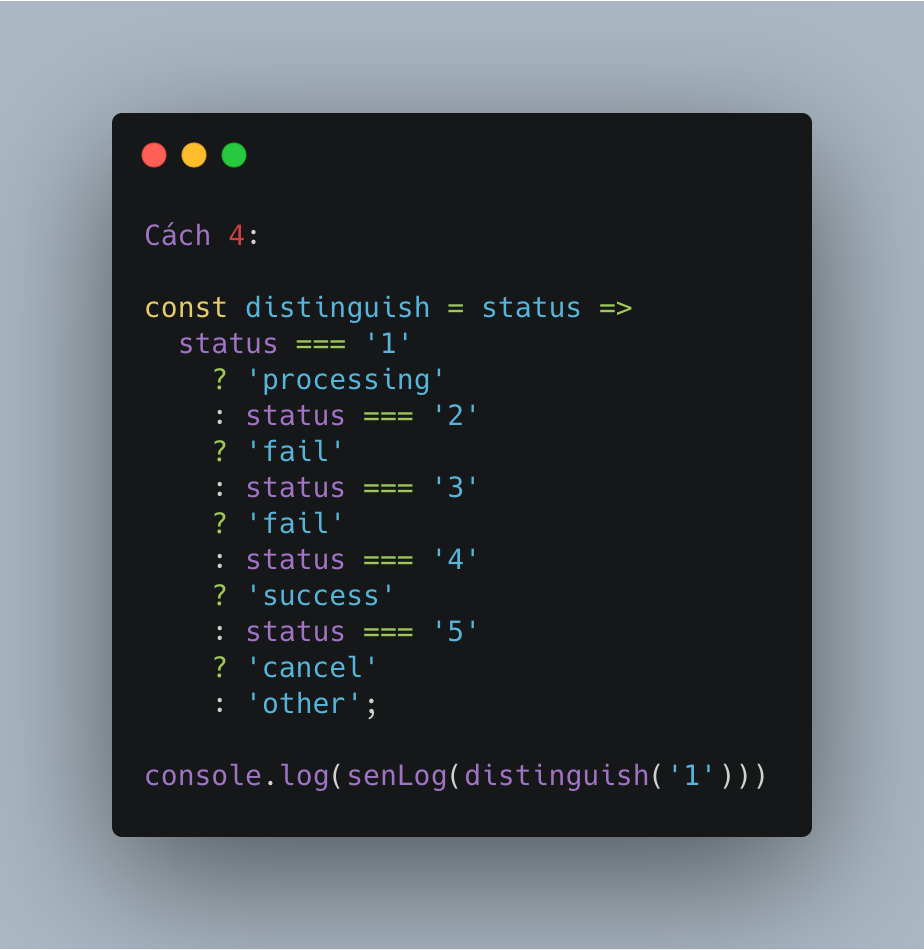 Cách 4:
const distinguish = status =>
status === '1'
? 'processing'
: status === '2'
? 'fail'
: status === '3'
? 'fail'
: status === '4'
? 'success'
: status === '5'
? 'cancel'
: 'other';
console.log(senLog(distinguish('1')))